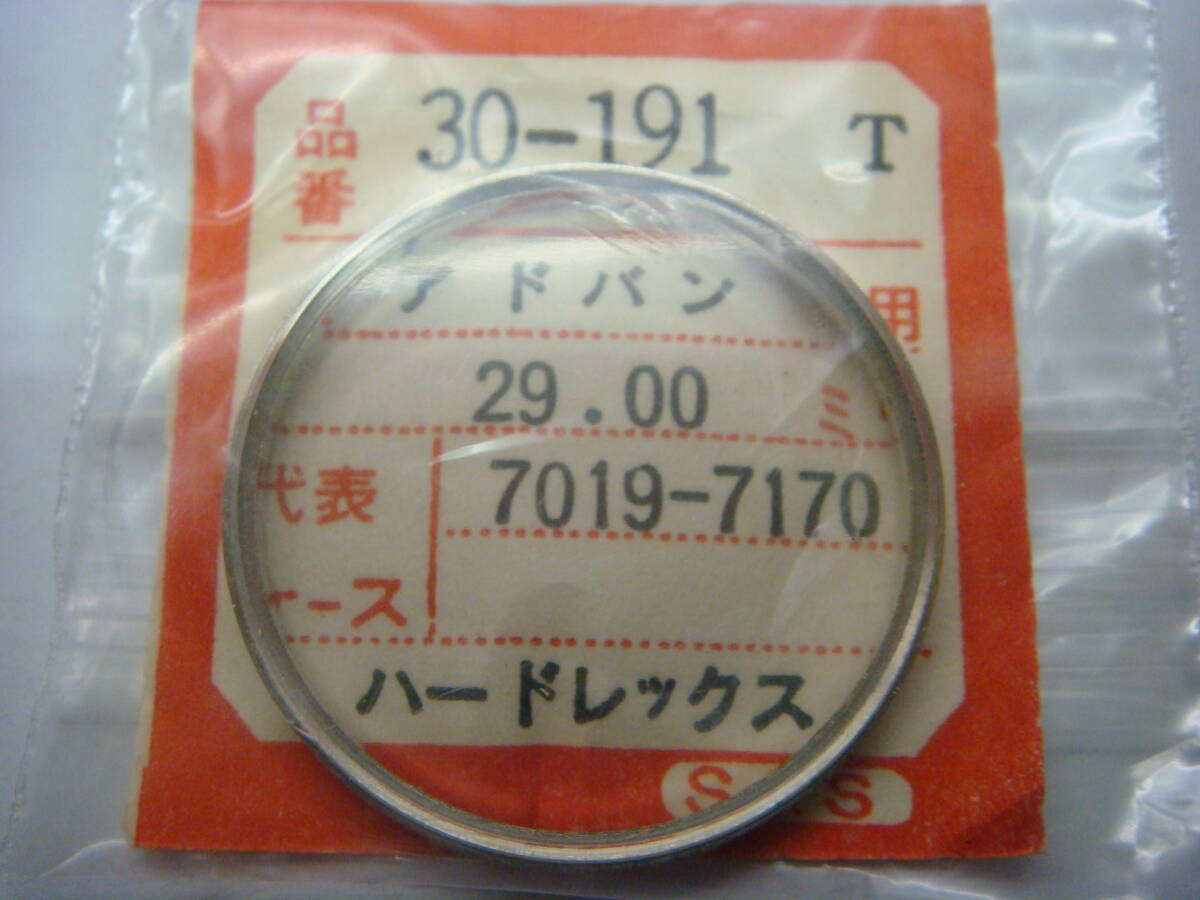 品番 30-191 T
アドバン 用
29.00
代表 7019-7170
ース
ハードレックス
S S